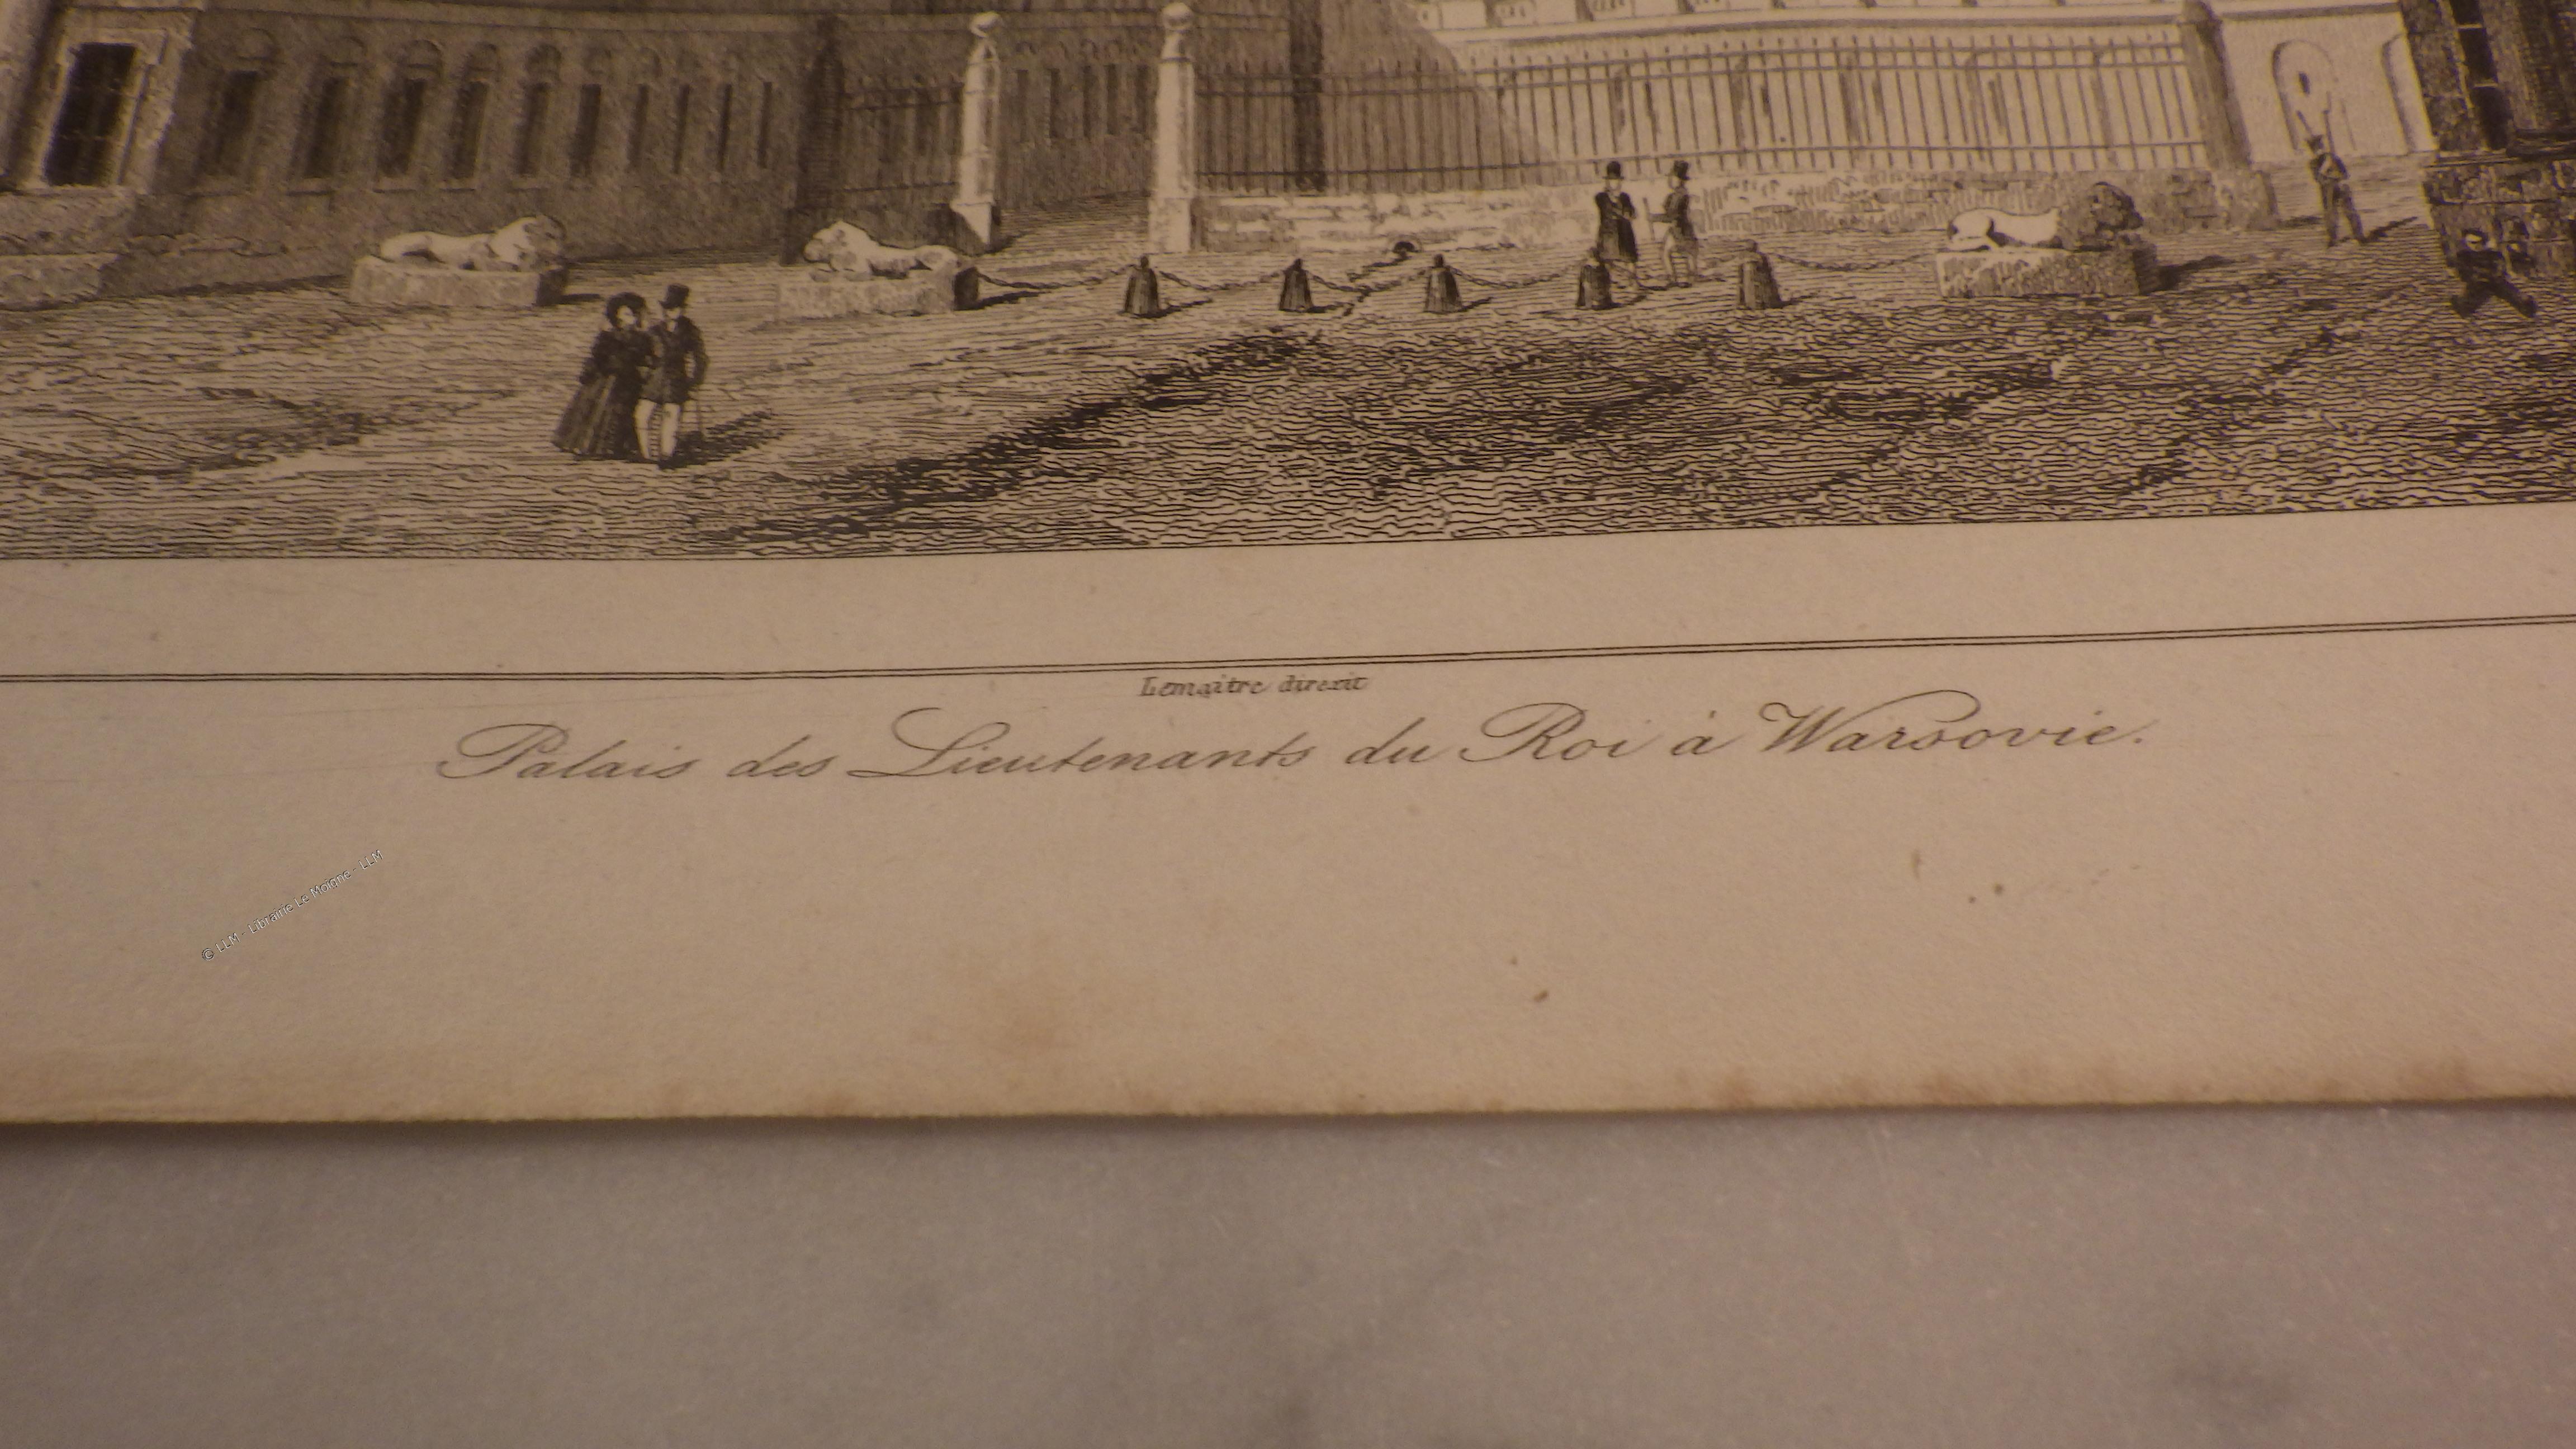 Lemaitre direxit
Palais des Lieutenants du Roi à Warsovie.
© LLM - Librairie Le Moigne - LLM